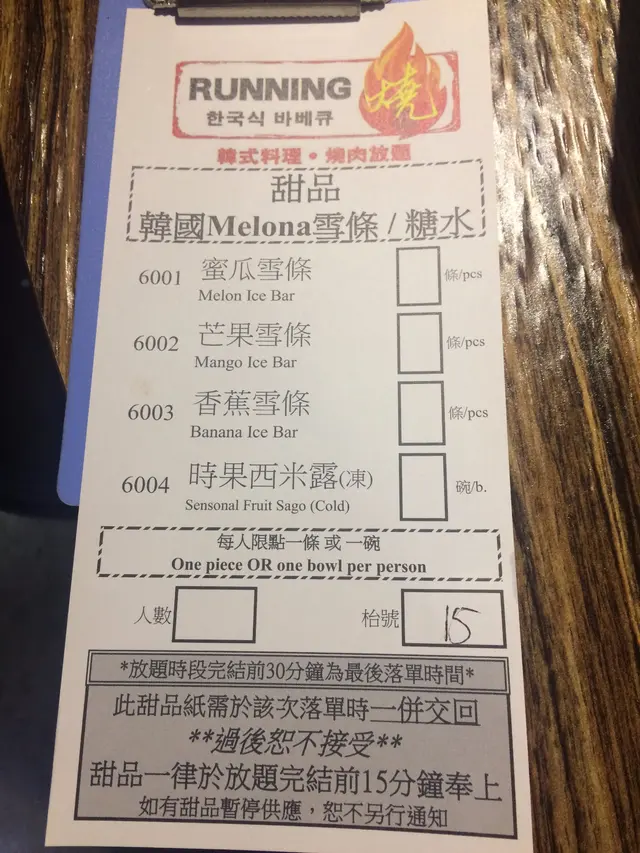 RUNNING 燒
한국식 바베큐
韓式料理•燒肉放題
甜品
韓國Melona雪條 / 糖水
6001 蜜瓜雪條 條/pcs
Melon Ice Bar
6002 芒果雪條 條/pcs
Mango Ice Bar
6003 香蕉雪條 條/pcs
Banana Ice Bar
6004 時果西米露(凍) 碗/b.
Sensonal Fruit Sago (Cold)
每人限點一條 或 一碗
One piece OR one bowl per person
人數 枱號 15
*放題時段完結前30分鐘為最後落單時間*
此甜品紙需於該次落單時一併交回
**過後恕不接受**
甜品一律於放題完結前15分鐘奉上
如有甜品暫停供應，恕不另行通知